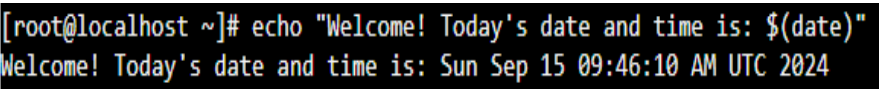 [root@localhost ~]# echo "Welcome! Today's date and time is: $(date)"
Welcome! Today's date and time is: Sun Sep 15 09:46:10 AM UTC 2024